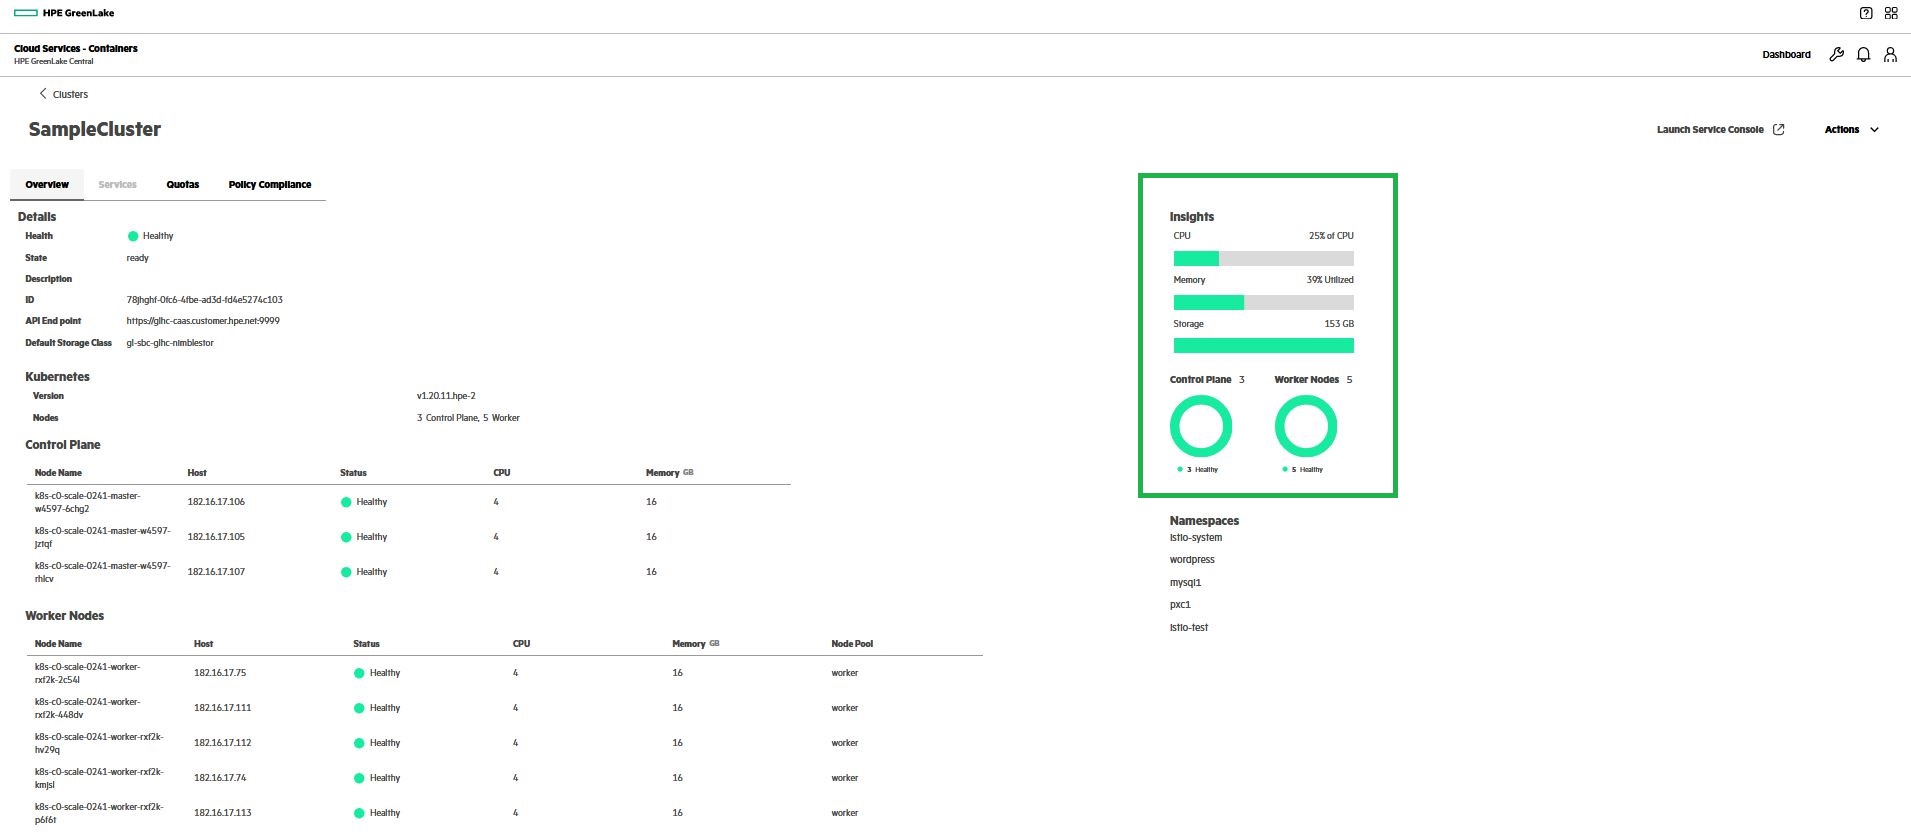 HPE GreenLake
Cloud Services - Containers
HPE GreenLake Central
Dashboard
Clusters
SampleCluster
Launch Service Console
Actions
Overview Services Quotas Policy Compliance
Details
Health Healthy
State ready
Description
ID 78jhghf-0fc6-4fbe-ad3d-fd4e5274c103
API End point https://glhc-caas.customer.hpe.net:9999
Default Storage Class gl-sbc-glhc-nimblestor
Kubernetes
Version v1.20.11.hpe-2
Nodes 3 Control Plane, 5 Worker
Control Plane
Node Name Host Status CPU Memory GB
k8s-c0-scale-0241-master-
w4597-6chg2 182.16.17.106 Healthy 4 16
k8s-c0-scale-0241-master-w4597-
jztqf 182.16.17.105 Healthy 4 16
k8s-c0-scale-0241-master-w4597-
rhlcv 182.16.17.107 Healthy 4 16
Worker Nodes
Node Name Host Status CPU Memory GB Node Pool
k8s-c0-scale-0241-worker-
rxf2k-2c54l 182.16.17.75 Healthy 4 16 worker
k8s-c0-scale-0241-worker-
rxf2k-448dv 182.16.17.111 Healthy 4 16 worker
k8s-c0-scale-0241-worker-rxf2k-
hv29q 182.16.17.112 Healthy 4 16 worker
k8s-c0-scale-0241-worker-rxf2k-
kmjsl 182.16.17.74 Healthy 4 16 worker
k8s-c0-scale-0241-worker-rxf2k-
p6f6t 182.16.17.113 Healthy 4 16 worker
Insights
CPU 25% of CPU
Memory 39% Utilized
Storage 153 GB
Control Plane 3 Worker Nodes 5
3 Healthy 5 Healthy
Namespaces
istio-system
wordpress
mysql1
pxc1
istio-test